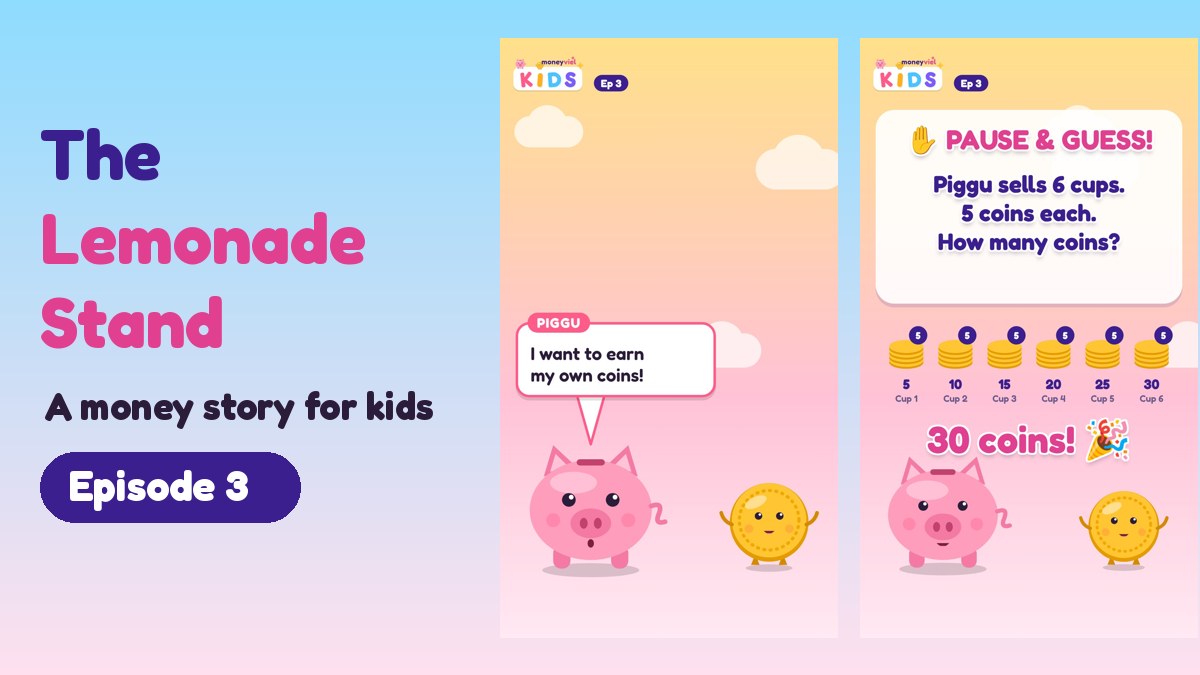 The
Lemonade
Stand
A money story for kids
Episode 3
moneyviet
KIDS
Ep 3
PIGGU
I want to earn
my own coins!
moneyviet
KIDS
Ep 3
✋ PAUSE & GUESS!
Piggu sells 6 cups.
5 coins each.
How many coins?
5 5 5 5 5 5
5 10 15 20 25 30
Cup 1 Cup 2 Cup 3 Cup 4 Cup 5 Cup 6
30 coins! 🎉